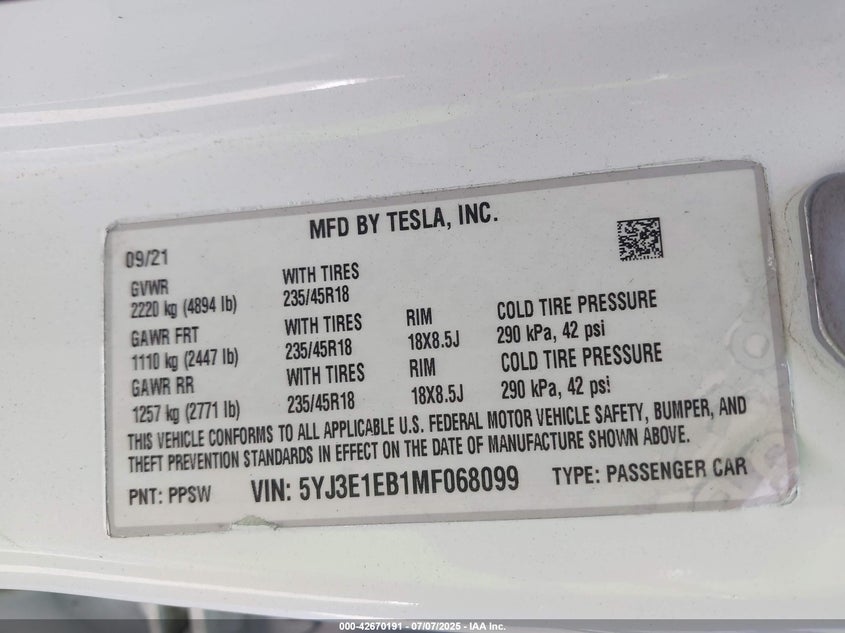 MFD BY TESLA, INC.
09/21
GVWR
2220 kg (4894 lb)
WITH TIRES
235/45R18
GAWR FRT
1110 kg (2447 lb)
WITH TIRES
235/45R18
RIM
18X8.5J
COLD TIRE PRESSURE
290 kPa, 42 psi
GAWR RR
1257 kg (2771 lb)
WITH TIRES
235/45R18
RIM
18X8.5J
COLD TIRE PRESSURE
290 kPa, 42 psi
THIS VEHICLE CONFORMS TO ALL APPLICABLE U.S. FEDERAL MOTOR VEHICLE SAFETY, BUMPER, AND
THEFT PREVENTION STANDARDS IN EFFECT ON THE DATE OF MANUFACTURE SHOWN ABOVE.
PNT: PPSW VIN: 5YJ3E1EB1MF068099 TYPE: PASSENGER CAR
000-42670191 - 07/07/2025 - IAA Inc.